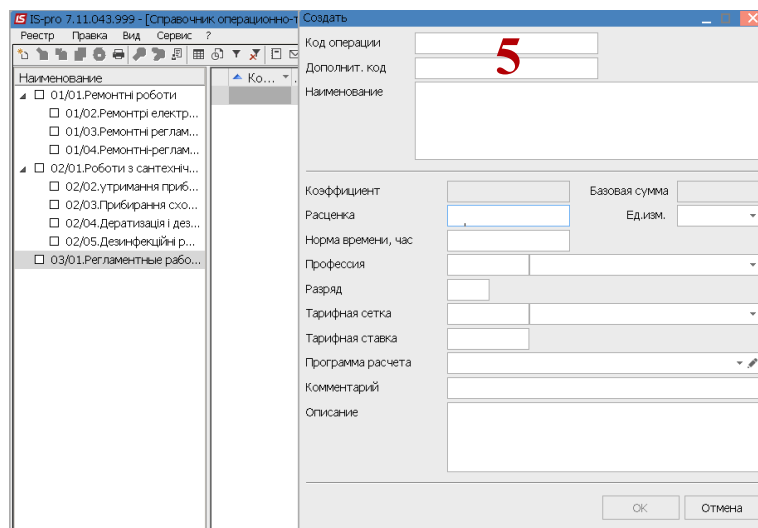 IS-pro 7.11.043.999 - [Справочник операционно-т
Реестр Правка Вид Сервис ?
Наименование
Ко...
01/01.Ремонтні роботи
01/02.Ремонтрі електр...
01/03.Ремонтні реглам...
01/04.Ремонтні-реглам...
02/01.Роботи з сантехніч...
02/02.утримання приб...
02/03.Прибирання схо...
02/04.Дератизація і дез...
02/05.Дезинфекційні р...
03/01.Регламентные рабо...
Создать
Код операции
5
Дополнит. код
Наименование
Коэффициент Базовая сумма
Расценка Ед.изм.
Норма времени, час
Профессия
Разряд
Тарифная сетка
Тарифная ставка
Программа расчета
Комментарий
Описание
ОК Отмена